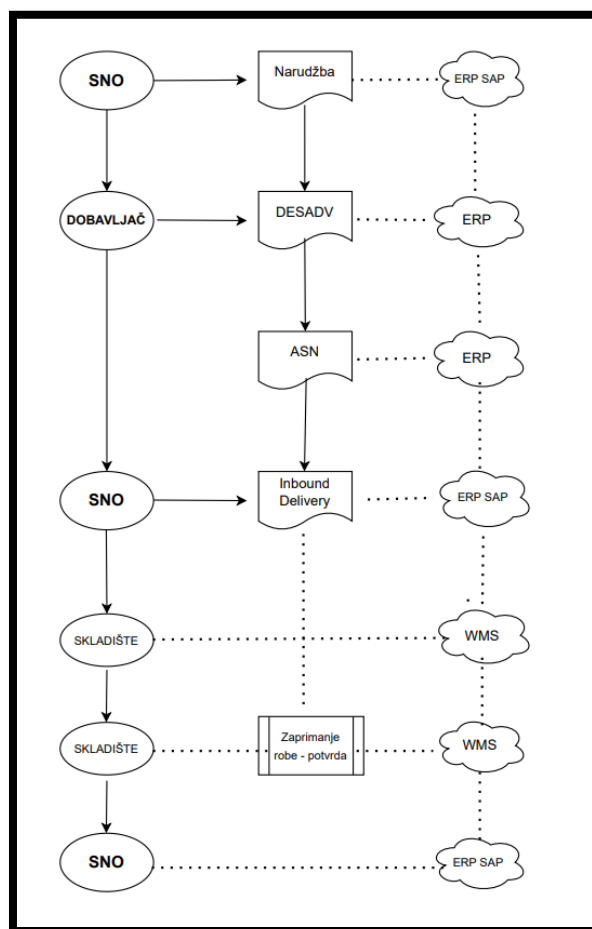 SNO
Narudžba
ERP SAP
DOBAVLJAČ
DESADV
ERP
ASN
ERP
SNO
Inbound
Delivery
ERP SAP
SKLADIŠTE
WMS
SKLADIŠTE
Zaprimanje
robe - potvrda
WMS
SNO
ERP SAP